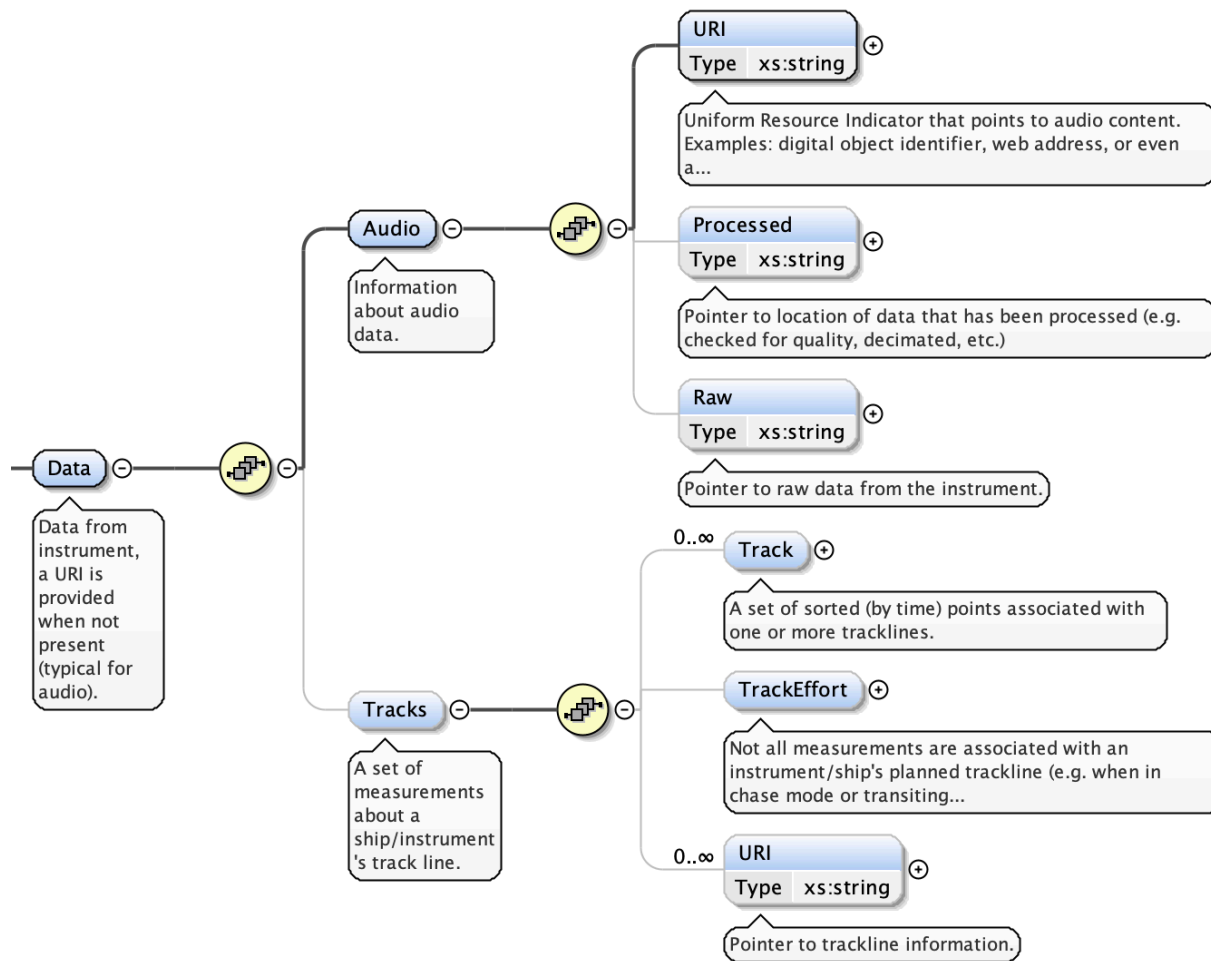 URI
Type xs:string
Uniform Resource Indicator that points to audio content.
Examples: digital object identifier, web address, or even
a...
Audio
Information
about audio
data.
Processed
Type xs:string
Pointer to location of data that has been processed (e.g.
checked for quality, decimated, etc.)
Raw
Type xs:string
Pointer to raw data from the instrument.
Data
Data from
instrument,
a URI is
provided
when not
present
(typical for
audio).
0..∞
Track
A set of sorted (by time) points associated with
one or more tracklines.
Tracks
A set of
measurements
about a
ship/instrument
's track line.
TrackEffort
Not all measurements are associated with an
instrument/ship's planned trackline (e.g. when in
chase mode or transiting...
0..∞
URI
Type xs:string
Pointer to trackline information.